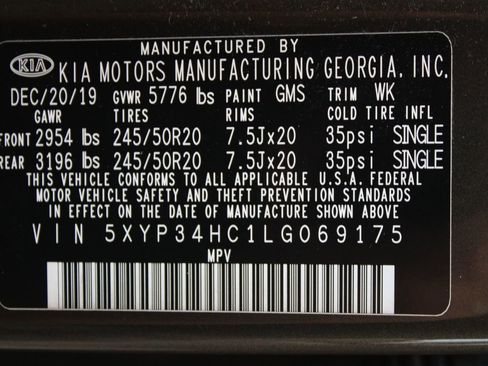 MANUFACTURED BY
KIA KIA MOTORS MANUFACTURING GEORGIA, INC.
DEC/20/19 GVWR 5776 lbs PAINT GMS TRIM WK
GAWR TIRES RIMS COLD TIRE INFL
FRONT 2954 lbs 245/50R20 7.5Jx20 35psi SINGLE
REAR 3196 lbs 245/50R20 7.5Jx20 35psi SINGLE
THIS VEHICLE CONFORMS TO ALL APPLICABLE U.S.A. FEDERAL
MOTOR VEHICLE SAFETY AND THEFT PREVENTION STANDARDS
IN EFFECT ON THE DATE OF MANUFACTURE SHOWN ABOVE.
VIN 5XYP34HC1LG069175
MPV